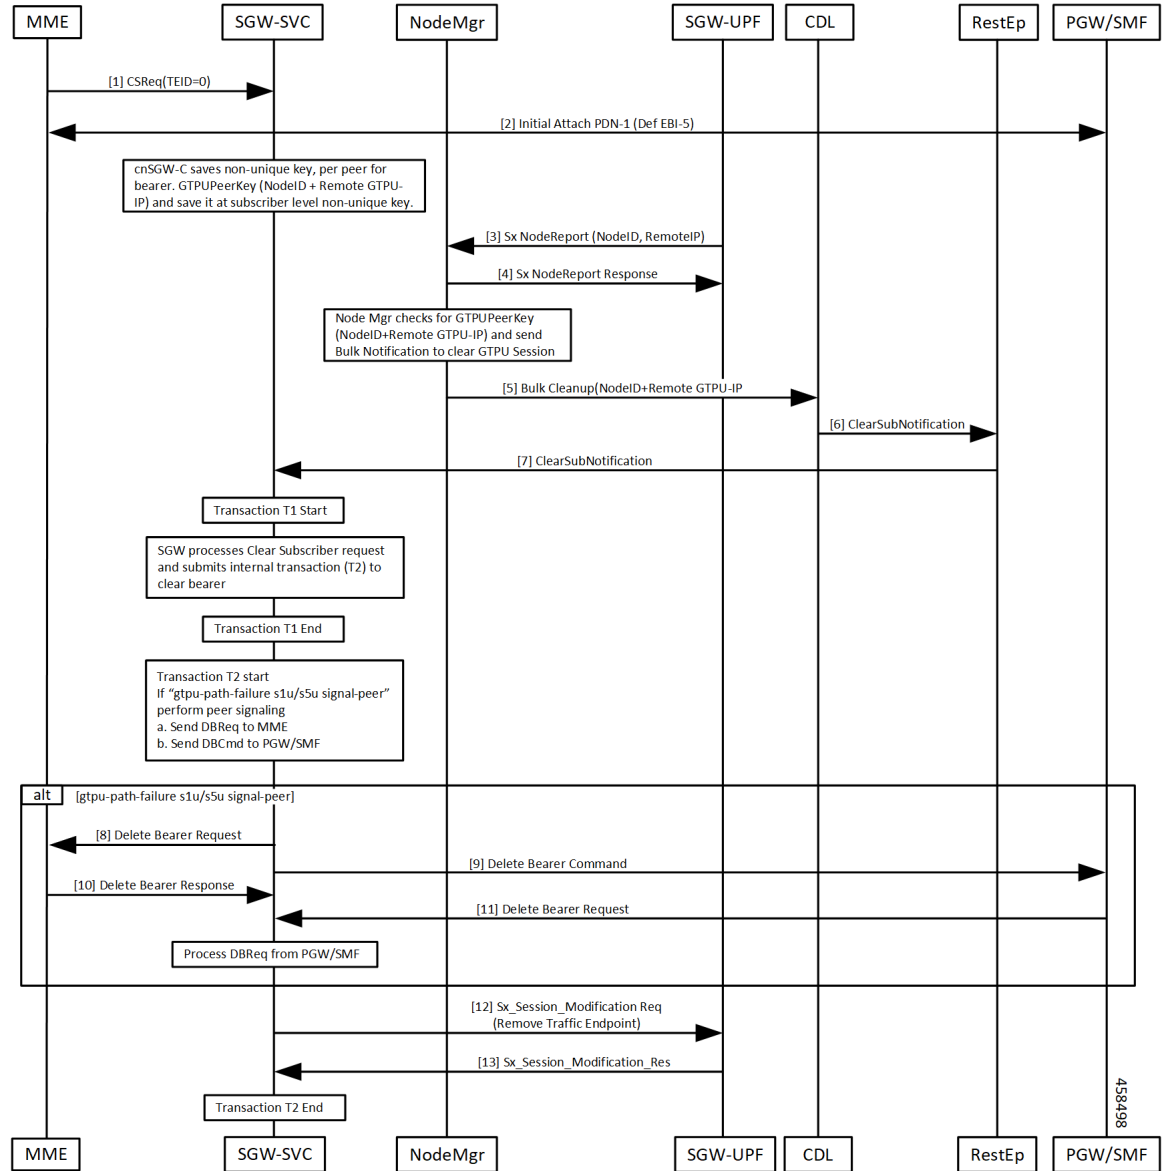 MME
SGW-SVC
NodeMgr
SGW-UPF
CDL
RestEp
PGW/SMF
[1] CSReq(TEID=0)
[2] Initial Attach PDN-1 (Def EBI-5)
cnSGW-C saves non-unique key, per peer for
bearer. GTPUPeerKey (NodeID + Remote GTPU-
IP) and save it at subscriber level non-unique key.
[3] Sx NodeReport (NodeID, RemoteIP)
[4] Sx NodeReport Response
Node Mgr checks for GTPUPeerKey
(NodeID+Remote GTPU-IP) and send
Bulk Notification to clear GTPU Session
[5] Bulk Cleanup(NodeID+Remote GTPU-IP
[6] ClearSubNotification
[7] ClearSubNotification
Transaction T1 Start
SGW processes Clear Subscriber request
and submits internal transaction (T2) to
clear bearer
Transaction T1 End
Transaction T2 start
If “gtpu-path-failure s1u/s5u signal-peer”
perform peer signaling
a. Send DBReq to MME
b. Send DBCmd to PGW/SMF
alt
[gtpu-path-failure s1u/s5u signal-peer]
[8] Delete Bearer Request
[9] Delete Bearer Command
[10] Delete Bearer Response
[11] Delete Bearer Request
Process DBReq from PGW/SMF
[12] Sx_Session_Modification Req
(Remove Traffic Endpoint)
[13] Sx_Session_Modification_Res
Transaction T2 End
458498
MME
SGW-SVC
NodeMgr
SGW-UPF
CDL
RestEp
PGW/SMF